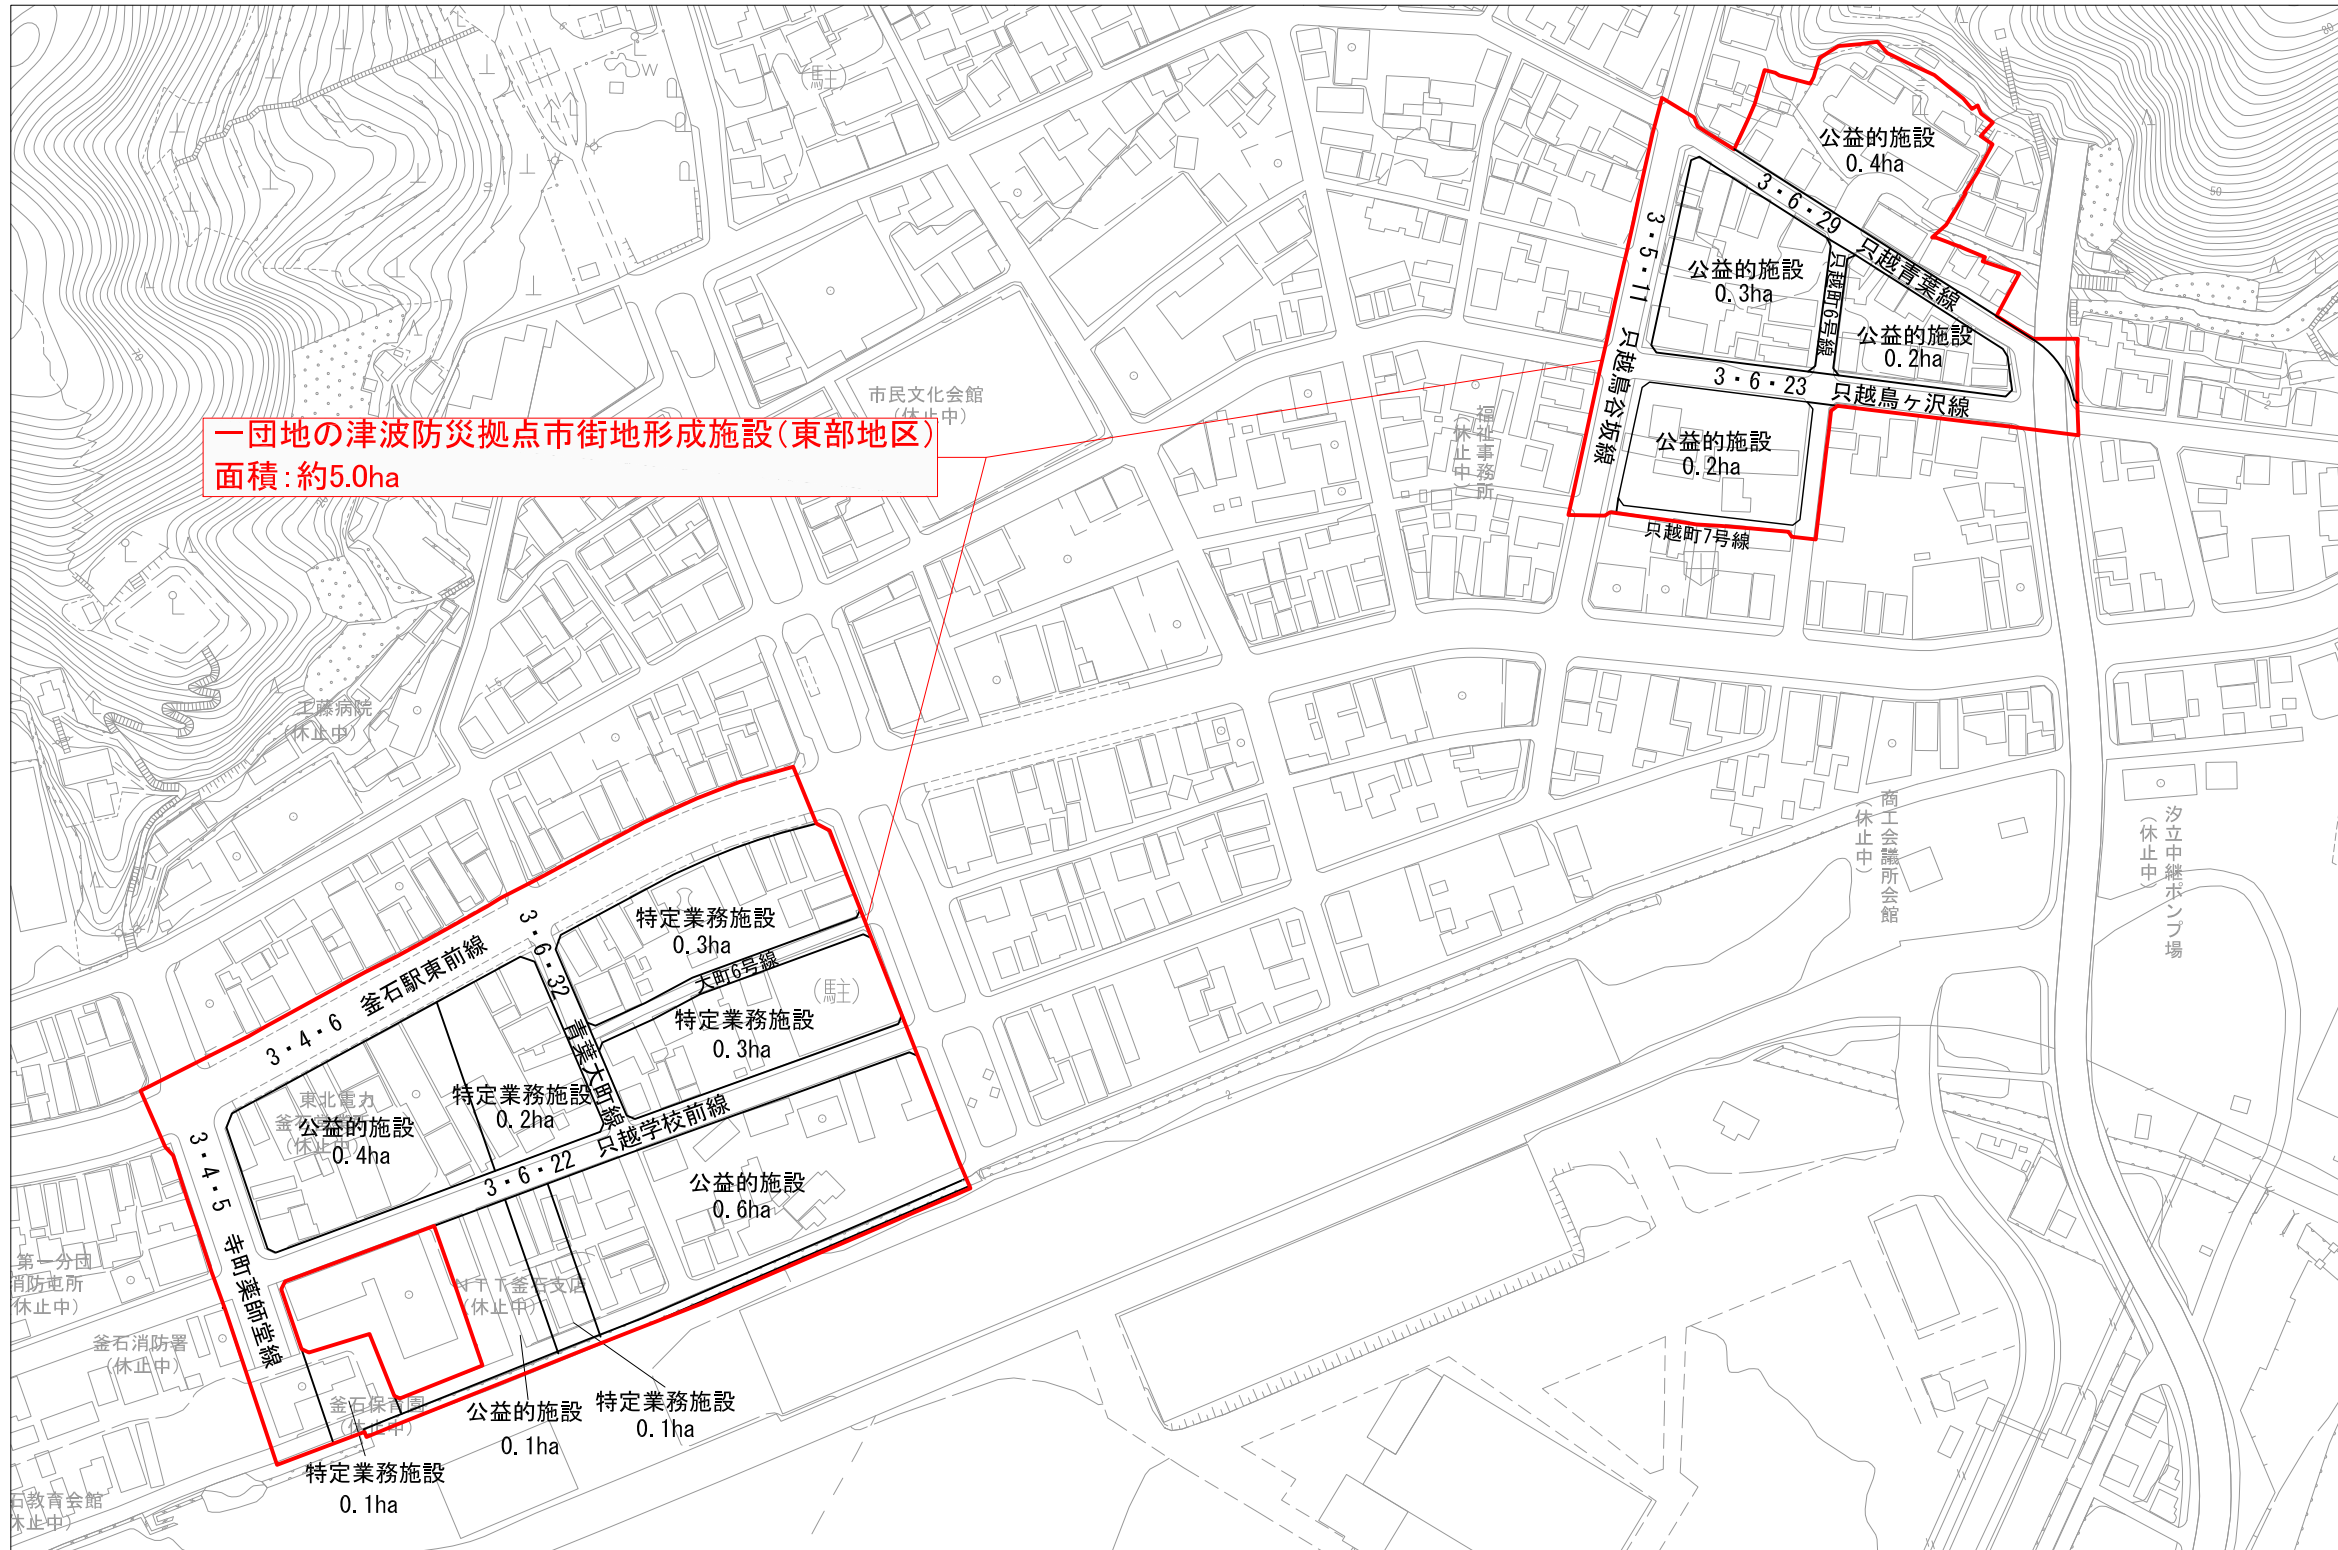 一団地の津波防災拠点市街地形成施設(東部地区)
面積:約5.0ha
公益的施設
0.4ha
3・6・29 只越青葉線
3・5・11 只越鳥谷坂線
公益的施設
0.3ha
只越町6号線
公益的施設
0.2ha
3・6・23 只越鳥ヶ沢線
公益的施設
0.2ha
只越町7号線
(駐)
市民文化会館
(休止中)
福祉事務所
(休止中)
工藤病院
(休止中)
商工会議所会館
(休止中)
汐立中継ポンプ場
(休止中)
3・4・6 釜石駅東前線
3・6・32 青葉大町線
特定業務施設
0.3ha
大町6号線
(駐)
特定業務施設
0.3ha
特定業務施設
0.2ha
東北電力
(休止中)
公益的施設
0.4ha
3・6・22 只越学校前線
3・4・5 寺町薬師堂線
公益的施設
0.6ha
第一分団
消防屯所
休止中)
NTT釜石支店
(休止中)
釜石消防署
(休止中)
釜石保育園
(休止中)
公益的施設
0.1ha
特定業務施設
0.1ha
特定業務施設
0.1ha
石教育会館
休止中)
50
80
70
2
2